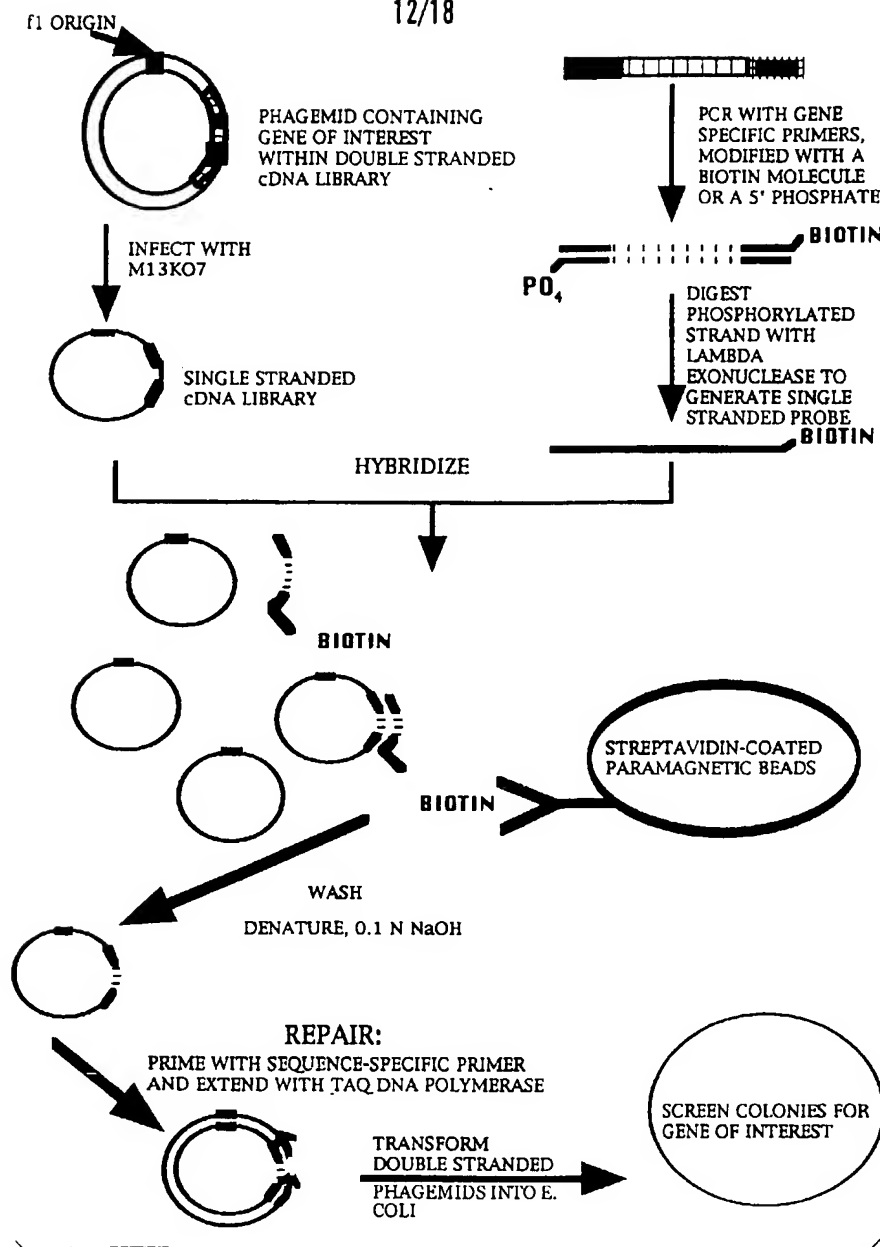 12/18
f1 ORIGIN
PHAGEMID CONTAINING
GENE OF INTEREST
WITHIN DOUBLE STRANDED
cDNA LIBRARY
INFECT WITH
M13KO7
SINGLE STRANDED
cDNA LIBRARY
PCR WITH GENE
SPECIFIC PRIMERS,
MODIFIED WITH A
BIOTIN MOLECULE
OR A 5' PHOSPHATE
BIOTIN
PO4
DIGEST
PHOSPHORYLATED
STRAND WITH
LAMBDA
EXONUCLEASE TO
GENERATE SINGLE
STRANDED PROBE
BIOTIN
HYBRIDIZE
BIOTIN
STREPTAVIDIN-COATED
PARAMAGNETIC BEADS
BIOTIN
WASH
DENATURE, 0.1 N NaOH
REPAIR:
PRIME WITH SEQUENCE-SPECIFIC PRIMER
AND EXTEND WITH TAQ DNA POLYMERASE
TRANSFORM
DOUBLE STRANDED
PHAGEMIDS INTO E.
COLI
SCREEN COLONIES FOR
GENE OF INTEREST